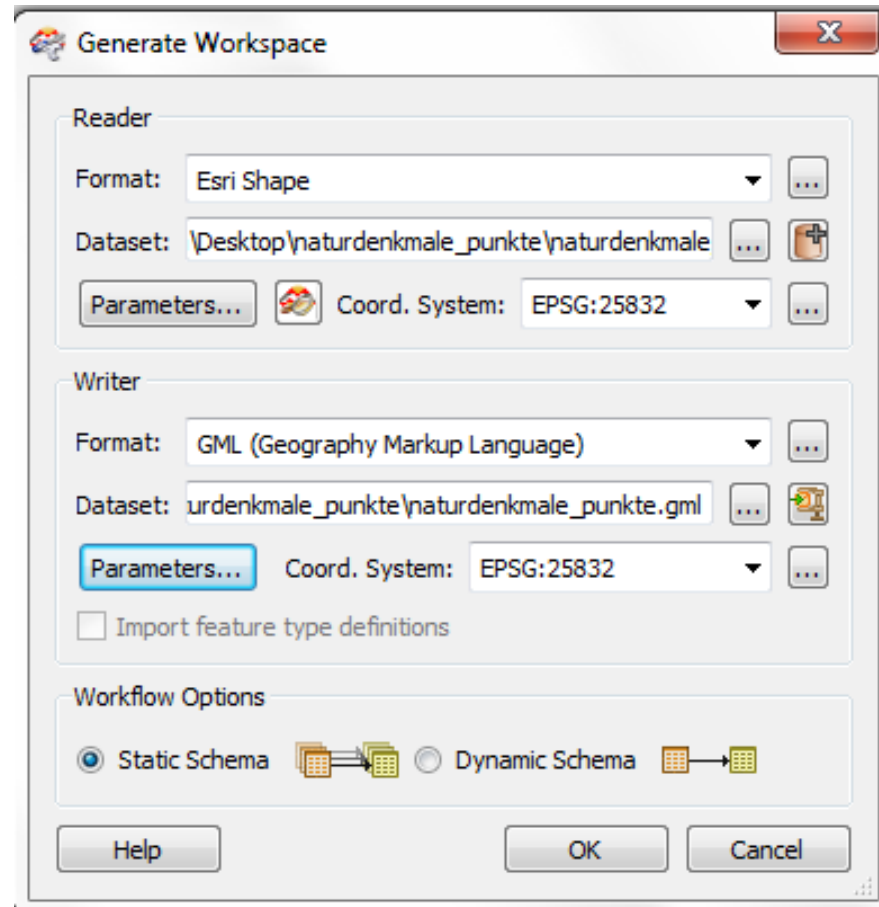 Generate Workspace
Reader
Format: Esri Shape ...
Dataset: \Desktop\naturdenkmale_punkte\naturdenkmale ...
Parameters... Coord. System: EPSG:25832 ...
Writer
Format: GML (Geography Markup Language) ...
Dataset: urdenkmale_punkte\naturdenkmale_punkte.gml ...
Parameters... Coord. System: EPSG:25832 ...
Import feature type definitions
Workflow Options
Static Schema Dynamic Schema
Help OK Cancel